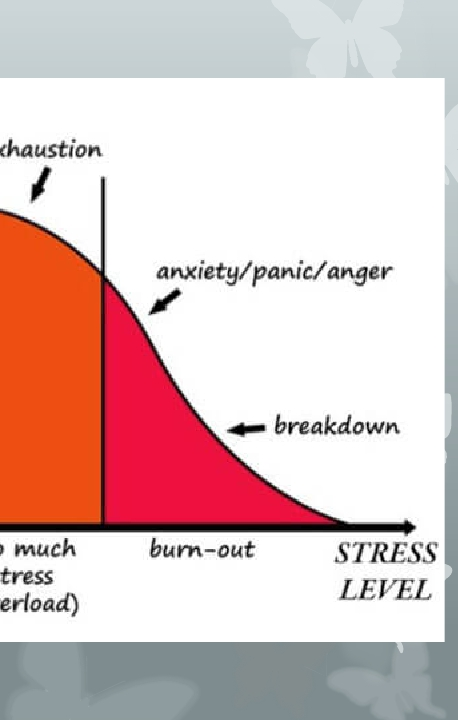 xhaustion
anxiety/panic/anger
breakdown
o much
tress
erload)
burn-out
STRESS
LEVEL